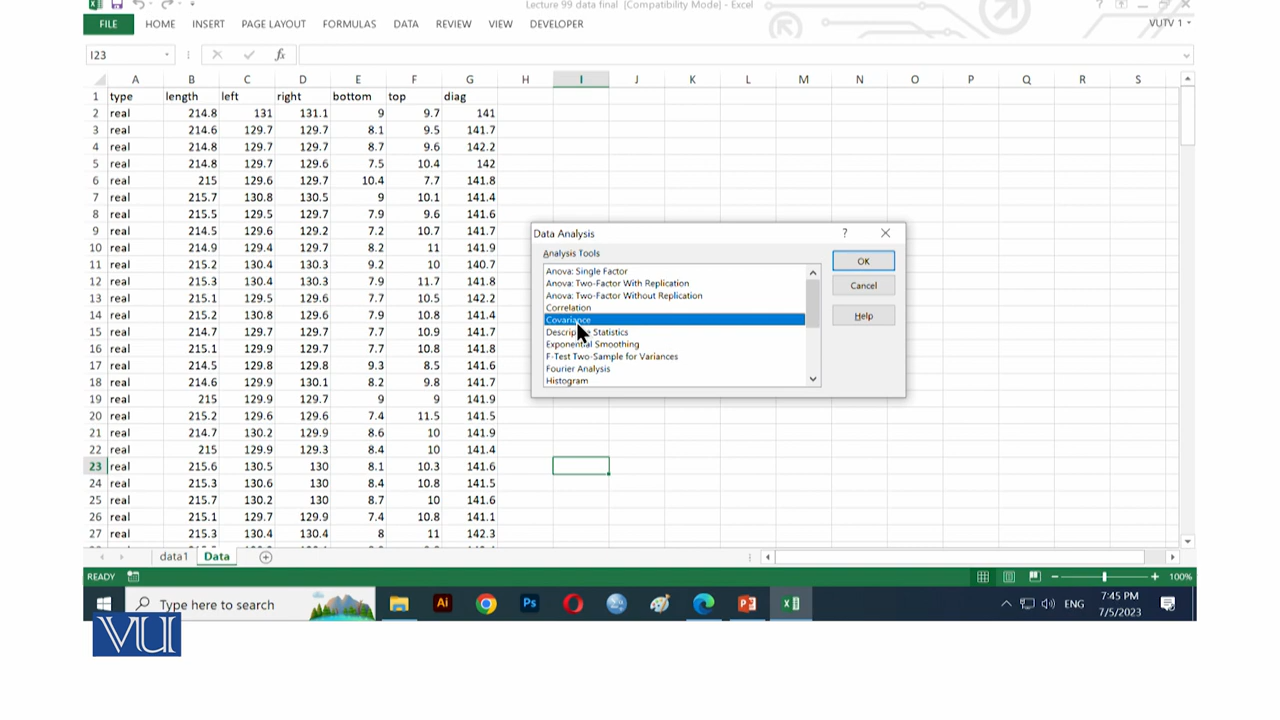 Lecture 99 data final [Compatibility Mode] - Excel
FILE HOME INSERT PAGE LAYOUT FORMULAS DATA REVIEW VIEW DEVELOPER VUTV 1
I23 fx
A B C D E F G H I J K L M N O P Q R S
1 type length left right bottom top diag
2 real 214.8 131 131.1 9 9.7 141
3 real 214.6 129.7 129.7 8.1 9.5 141.7
4 real 214.8 129.7 129.7 8.7 9.6 142.2
5 real 214.8 129.7 129.6 7.5 10.4 142
6 real 215 129.6 129.7 10.4 7.7 141.8
7 real 215.7 130.8 130.5 9 10.1 141.4
8 real 215.5 129.5 129.7 7.9 9.6 141.6
9 real 214.5 129.6 129.2 7.2 10.7 141.7
10 real 214.9 129.4 129.7 8.2 11 141.9
11 real 215.2 130.4 130.3 9.2 10 140.7
12 real 215.3 130.4 130.3 7.9 11.7 141.8
13 real 215.1 129.5 129.6 7.7 10.5 142.2
14 real 215.2 130.8 129.6 7.9 10.8 141.4
15 real 214.7 129.7 129.7 7.7 10.9 141.7
16 real 215.1 129.9 129.7 7.7 10.8 141.8
17 real 214.5 129.8 129.8 9.3 8.5 141.6
18 real 214.6 129.9 130.1 8.2 9.8 141.7
19 real 215 129.9 129.7 9 9 141.9
20 real 215.2 129.6 129.6 7.4 11.5 141.5
21 real 214.7 130.2 129.9 8.6 10 141.9
22 real 215 129.9 129.3 8.4 10 141.4
23 real 215.6 130.5 130 8.1 10.3 141.6
24 real 215.3 130.6 130 8.4 10.8 141.5
25 real 215.7 130.2 130 8.7 10 141.6
26 real 215.1 129.7 129.9 7.4 10.8 141.1
27 real 215.3 130.4 130.4 8 11 142.3
Data Analysis ?
Analysis Tools
Anova: Single Factor
Anova: Two-Factor With Replication
Anova: Two-Factor Without Replication
Correlation
Covariance
Descriptive Statistics
Exponential Smoothing
F-Test Two-Sample for Variances
Fourier Analysis
Histogram
OK
Cancel
Help
data1 Data
READY 100%
Type here to search Ai Ps ENG 7:45 PM
7/5/2023
VU